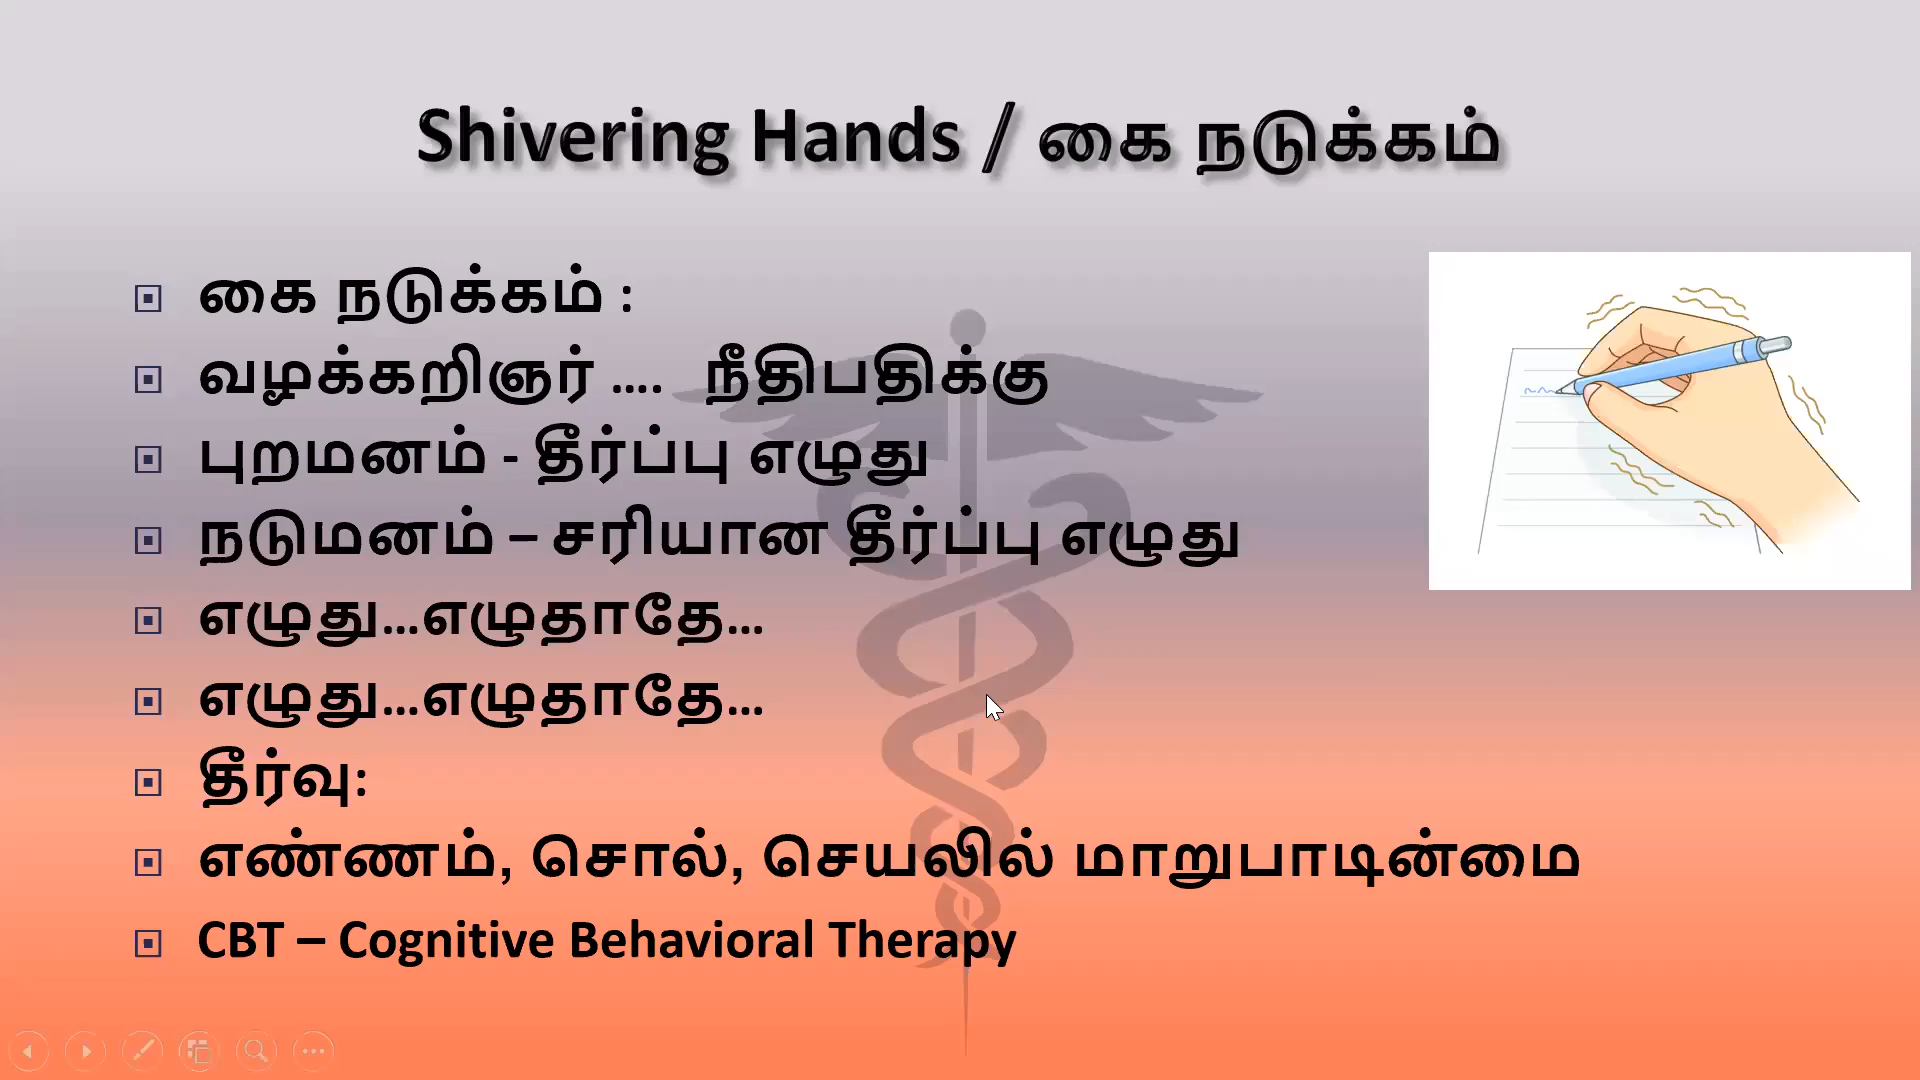 Shivering Hands / கை நடுக்கம்
கை நடுக்கம் :
வழக்கறிஞர் .... நீதிபதிக்கு
புறமனம் - தீர்ப்பு எழுது
நடுமனம் – சரியான தீர்ப்பு எழுது
எழுது...எழுதாதே...
எழுது...எழுதாதே...
தீர்வு:
எண்ணம், சொல், செயலில் மாறுபாடின்மை
CBT – Cognitive Behavioral Therapy